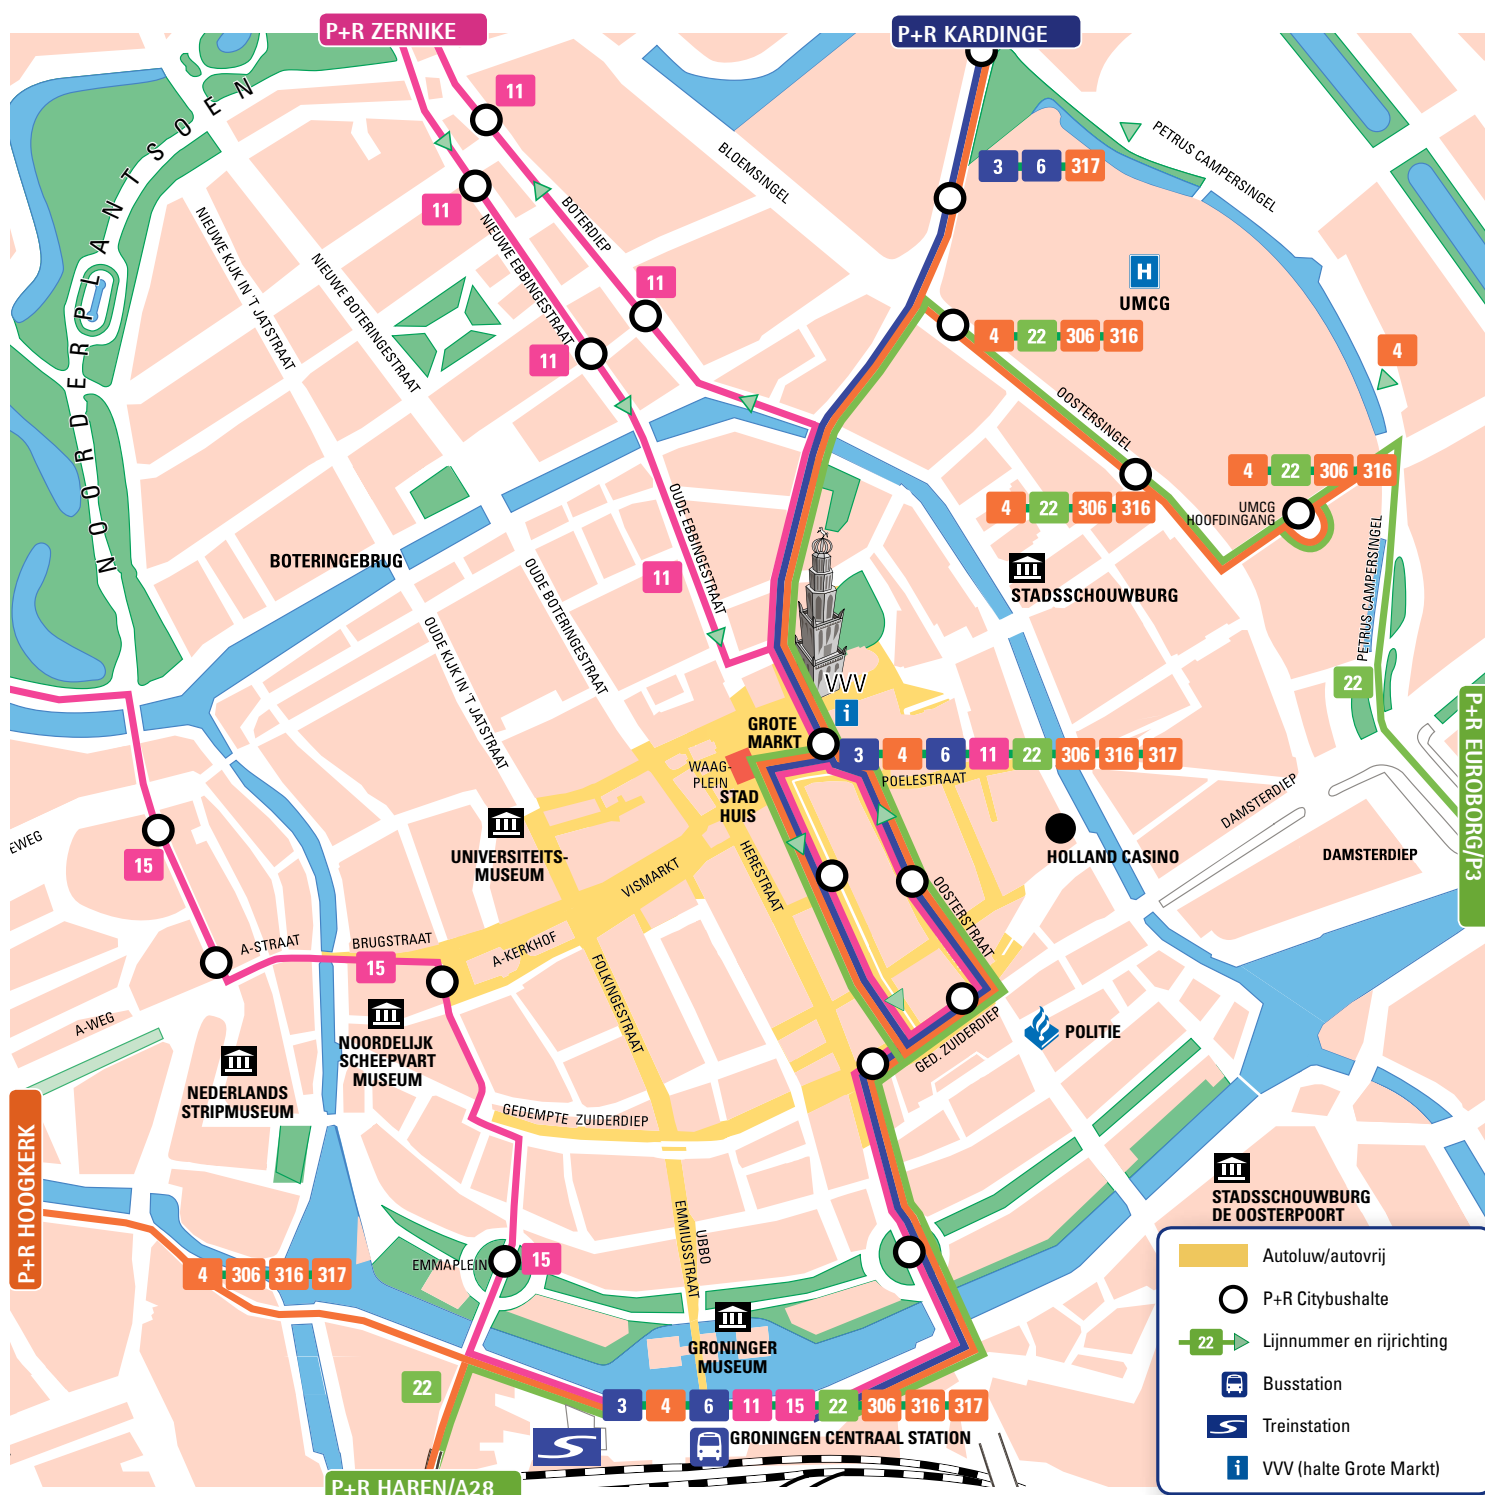 P+R ZERNIKE
P+R KARDINGE
11
NOORDERPLANTSOEN
PETRUS CAMPERSINGEL
BLOEMSINGEL
3 6 317
11
BOTERDIEP
NIEUWE EBBINGESTRAAT
NIEUWE KIJK IN 'T JATSTRAAT
NIEUWE BOTERINGESTRAAT
H
UMCG
11
4 22 306 316
11
4
OOSTERSINGEL
4 22 306 316
4 22 306 316
UMCG
HOOFDINGANG
OUDE EBBINGESTRAAT
BOTERINGEBRUG
11
OUDE BOTERINGESTRAAT
OUDE KIJK IN 'T JATSTRAAT
STADSSCHOUWBURG
PETRUS CAMPERSINGEL
22
P+R EUROBORG/P3
VVV
i
GROTE
MARKT
3 4 6 11 22 306 316 317
WAAG-
PLEIN
POELESTRAAT
STAD
HUIS
DAMSTERDIEP
EWEG
15
UNIVERSITEITS-
MUSEUM
HOLLAND CASINO
DAMSTERDIEP
VISMARKT
HERESTRAAT
OOSTERSTRAAT
A-STRAAT
BRUGSTRAAT
15
A-KERKHOF
FOLKINGESTRAAT
A-WEG
NOORDELIJK
SCHEEPVART
MUSEUM
POLITIE
GED. ZUIDERDIEP
NEDERLANDS
STRIPMUSEUM
GEDEMPTE ZUIDERDIEP
P+R HOOGKERK
STADSSCHOUWBURG
DE OOSTERPOORT
UBBO
EMMIUSSTRAAT
EMMAPLEIN
15
4 306 316 317
GRONINGER
MUSEUM
22
3 4 6 11 15 22 306 316 317
GRONINGEN CENTRAAL STATION
P+R HAREN/A28
Autoluw/autovrij
P+R Citybushalte
22 Lijnnummer en rijrichting
Busstation
Treinstation
i VVV (halte Grote Markt)